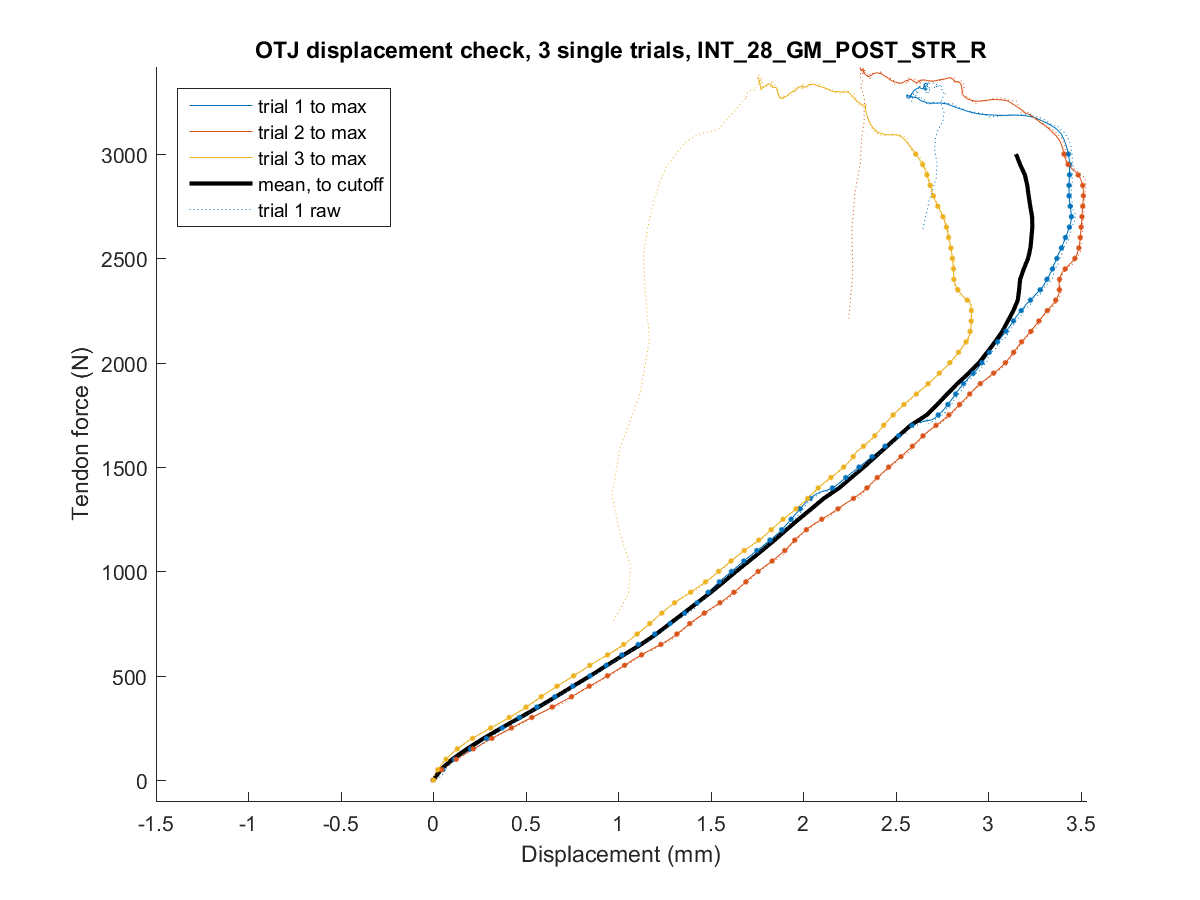 OTJ displacement check, 3 single trials, INT_28_GM_POST_STR_R
trial 1 to max
trial 2 to max
trial 3 to max
mean, to cutoff
trial 1 raw
Tendon force (N)
3000
2500
2000
1500
1000
500
0
-1.5 -1 -0.5 0 0.5 1 1.5 2 2.5 3 3.5
Displacement (mm)